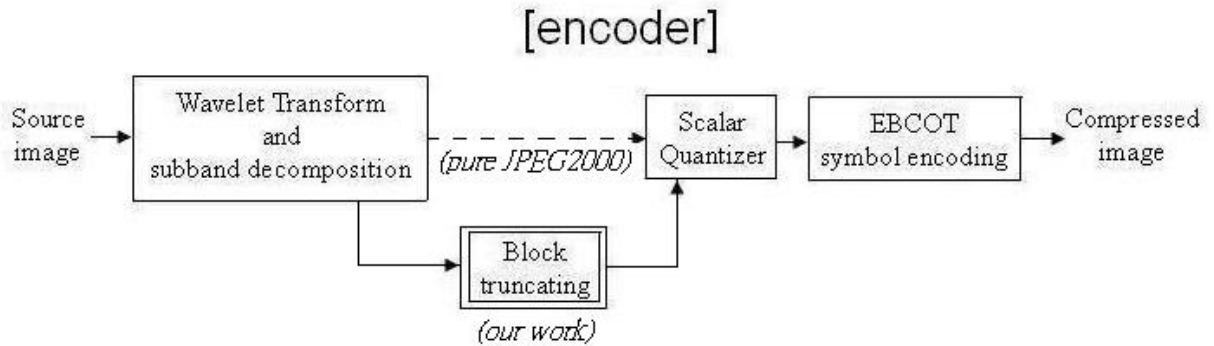 [encoder]
Source
image
Wavelet Transform
and
subband decomposition
(pure JPEG2000)
Scalar
Quantizer
EBCOT
symbol encoding
Compressed
image
Block
truncating
(our work)